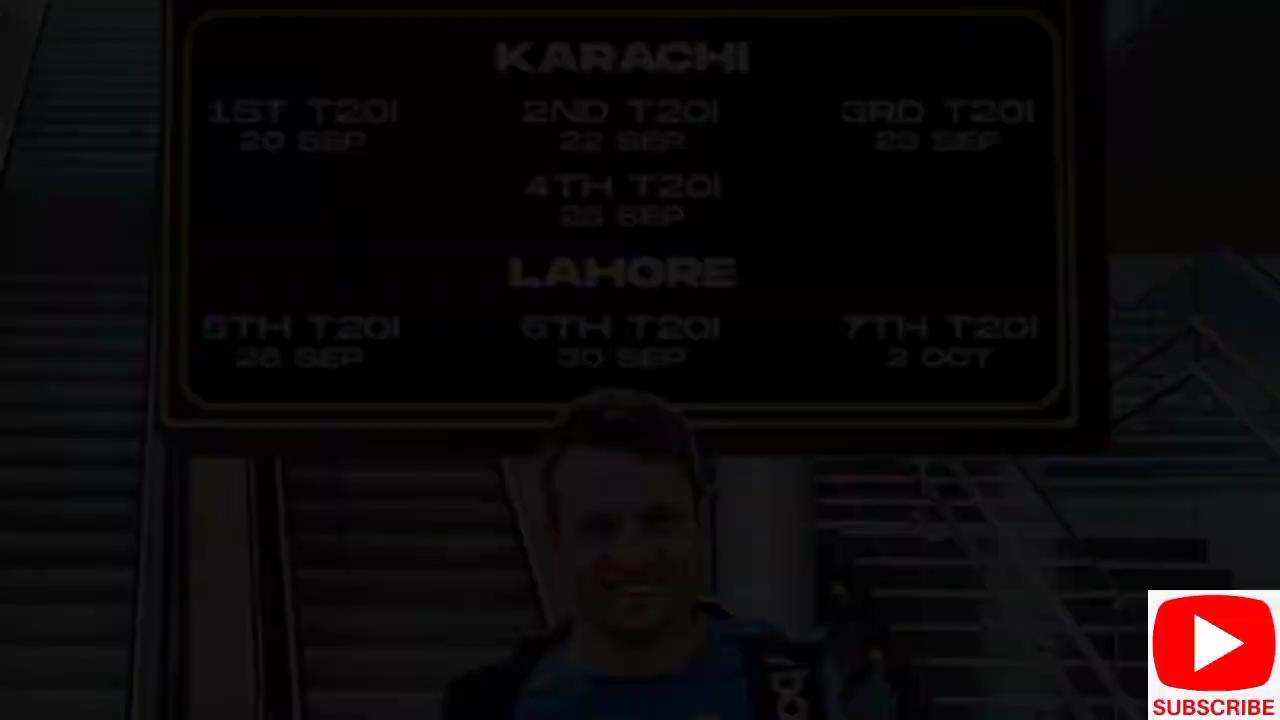 KARACHI
1ST T20I 2ND T20I 3RD T20I
20 SEP 22 SEP 23 SEP
4TH T20I
25 SEP
LAHORE
5TH T20I 6TH T20I 7TH T20I
28 SEP 30 SEP 2 OCT
SUBSCRIBE